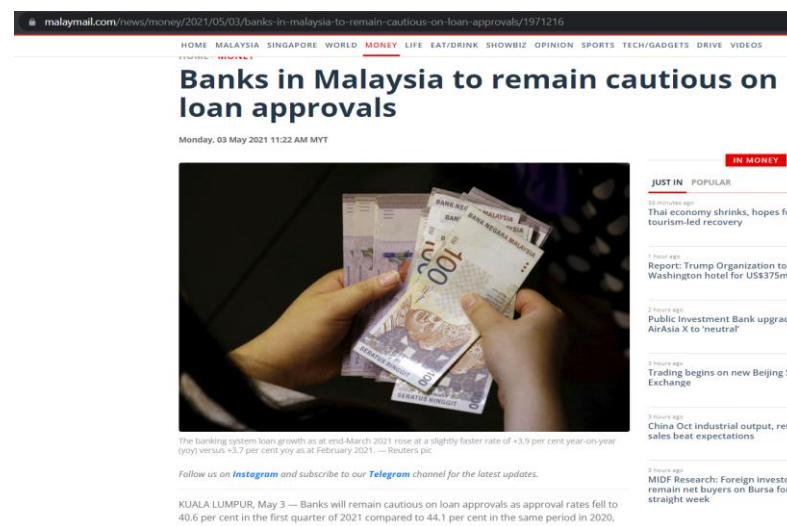 malaymail.com/news/money/2021/05/03/banks-in-malaysia-to-remain-cautious-on-loan-approvals/1971216
HOME MALAYSIA SINGAPORE WORLD MONEY LIFE EAT/DRINK SHOWBIZ OPINION SPORTS TECH/GADGETS DRIVE VIDEOS
Banks in Malaysia to remain cautious on
loan approvals
Monday, 03 May 2021 11:22 AM MYT
BANK NEGARA MALAYSIA
100
SERATUS RINGGIT
100
SERATUS RINGGIT
The banking system loan growth as at end-March 2021 rose at a slightly faster rate of +3.9 per cent year-on-year
(yoy) versus +3.7 per cent yoy as at February 2021. — Reuters pic
Follow us on Instagram and subscribe to our Telegram channel for the latest updates.
KUALA LUMPUR, May 3 — Banks will remain cautious on loan approvals as approval rates fell to
40.6 per cent in the first quarter of 2021 compared to 44.1 per cent in the same period in 2020,
IN MONEY
JUST IN POPULAR
minutes ago
Thai economy shrinks, hopes
tourism-led recovery
1 hour ago
Report: Trump Organization to
Washington hotel for US$375m
2 hours ago
Public Investment Bank
AirAsia X to 'neutral'
3 hours ago
Trading begins on new Beijing
Exchange
3 hours ago
China Oct industrial output,
sales beat expectations
3 hours ago
MIDF Research: Foreign
remain net buyers on Bursa
straight week